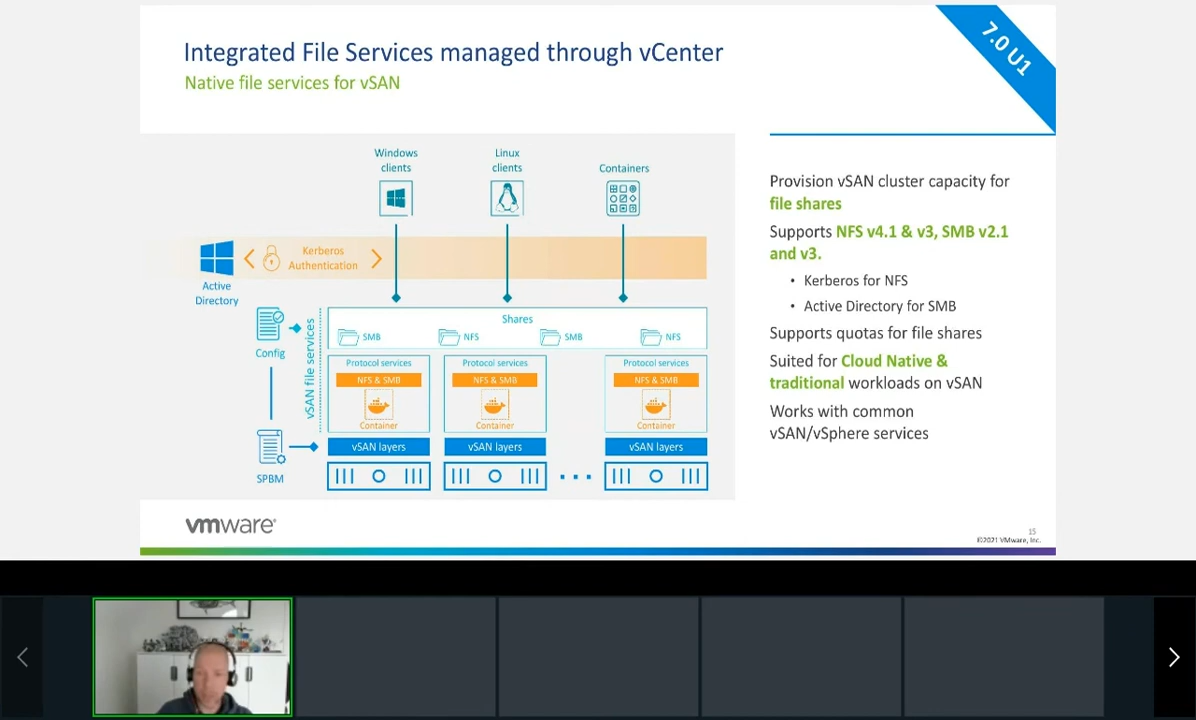 Integrated File Services managed through vCenter
Native file services for vSAN
7.0 U1
Windows
clients
Linux
clients
Containers
Kerberos
Authentication
Active
Directory
Config
SPBM
vSAN file services
Shares
SMB
NFS
SMB
NFS
Protocol services
NFS & SMB
Container
vSAN layers
Protocol services
NFS & SMB
Container
vSAN layers
Protocol services
NFS & SMB
Container
vSAN layers
Provision vSAN cluster capacity for
file shares
Supports NFS v4.1 & v3, SMB v2.1
and v3.
• Kerberos for NFS
• Active Directory for SMB
Supports quotas for file shares
Suited for Cloud Native &
traditional workloads on vSAN
Works with common
vSAN/vSphere services
vmware®
15
©2021 VMware, Inc.